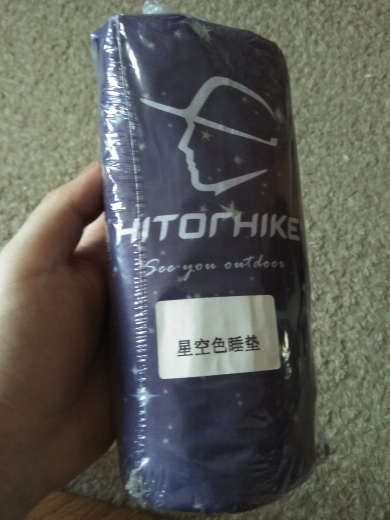 HITORHIKE
See you outdoor
星空色睡垫